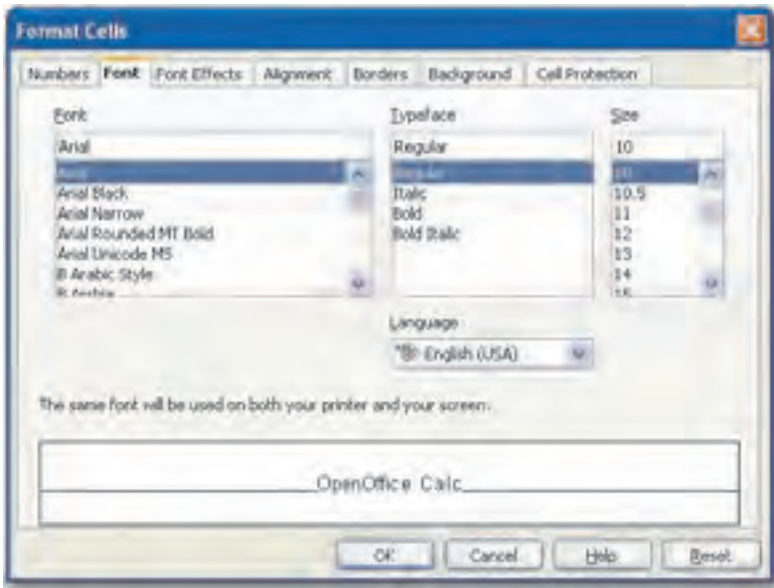 Format Cells
Numbers Font Font Effects Alignment Borders Background Cell Protection
Font Typeface Size
Arial Regular 10
Arial Regular 10
Arial Black Italic 10.5
Arial Narrow Bold 11
Arial Rounded MT Bold Bold Italic 12
Arial Unicode MS 13
B Arabic Style 14
Language
English (USA)
The same font will be used on both your printer and your screen.
OpenOffice Calc
OK Cancel Help Reset